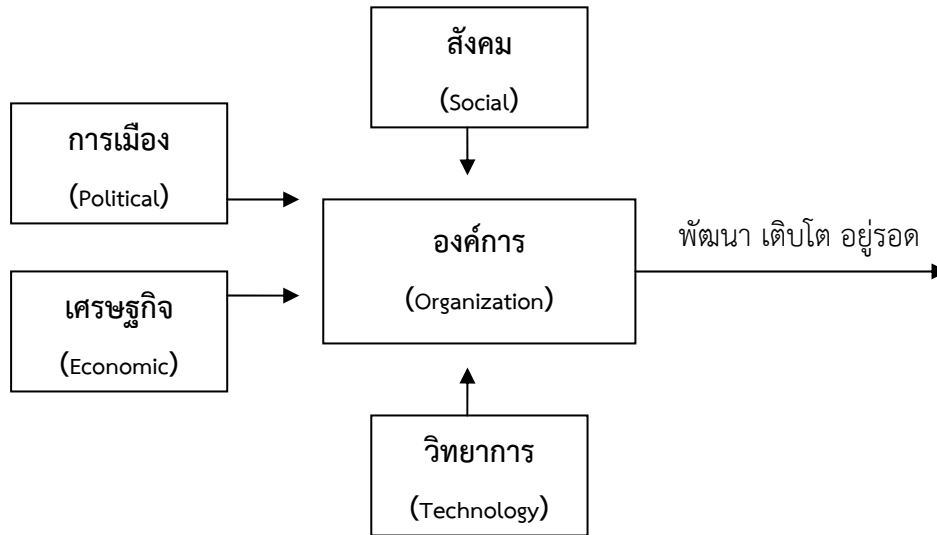 สังคม
(Social)
การเมือง
(Political)
องค์การ
(Organization)
พัฒนา เติบโต อยู่รอด
เศรษฐกิจ
(Economic)
วิทยาการ
(Technology)